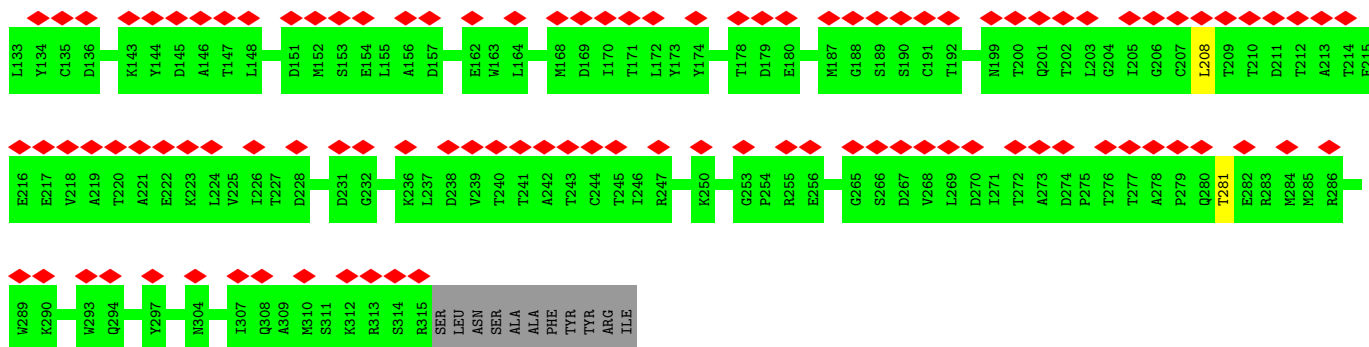 L133 Y134 C135 D136 K143 Y144 D145 A146 T147 L148 D151 M152 S153 E154 L155 A156 D157 E162 W163 L164 M168 D169 I170 T171 L172 Y173 Y174 T178 D179 E180 M187 G188 S189 S190 C191 T192 N199 T200 Q201 T202 L203 G204 I205 G206 C207 L208 T209 T210 D211 T212 A213 T214 E215
E216 E217 V218 A219 T220 A221 E222 K223 L224 V225 I226 T227 D228 D231 G232 K236 L237 D238 V239 T240 T241 A242 T243 C244 T245 I246 R247 K250 G253 P254 R255 E256 G265 S266 D267 V268 L269 D270 I271 T272 A273 D274 P275 T276 T277 A278 P279 Q280 T281 E282 R283 M284 M285 R286
W289 K290 W293 Q294 Y297 N304 I307 Q308 A309 M310 S311 K312 R313 S314 R315 SER LEU ASN SER ALA ALA PHE TYR TYR ARG ILE